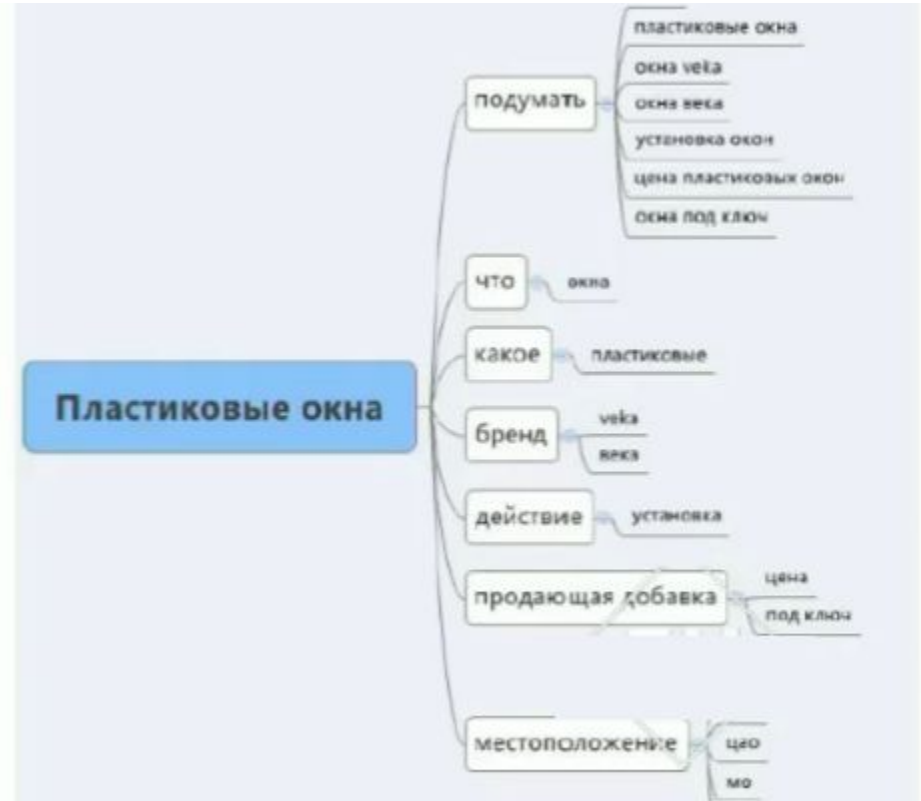 Пластиковые окна
подумать
пластиковые окна
окна veka
окна века
установка окон
цена пластиковых окон
окна под ключ
что
окна
какое
пластиковые
бренд
veka
века
действие
установка
продающая добавка
цена
под ключ
местоположение
цао
мо